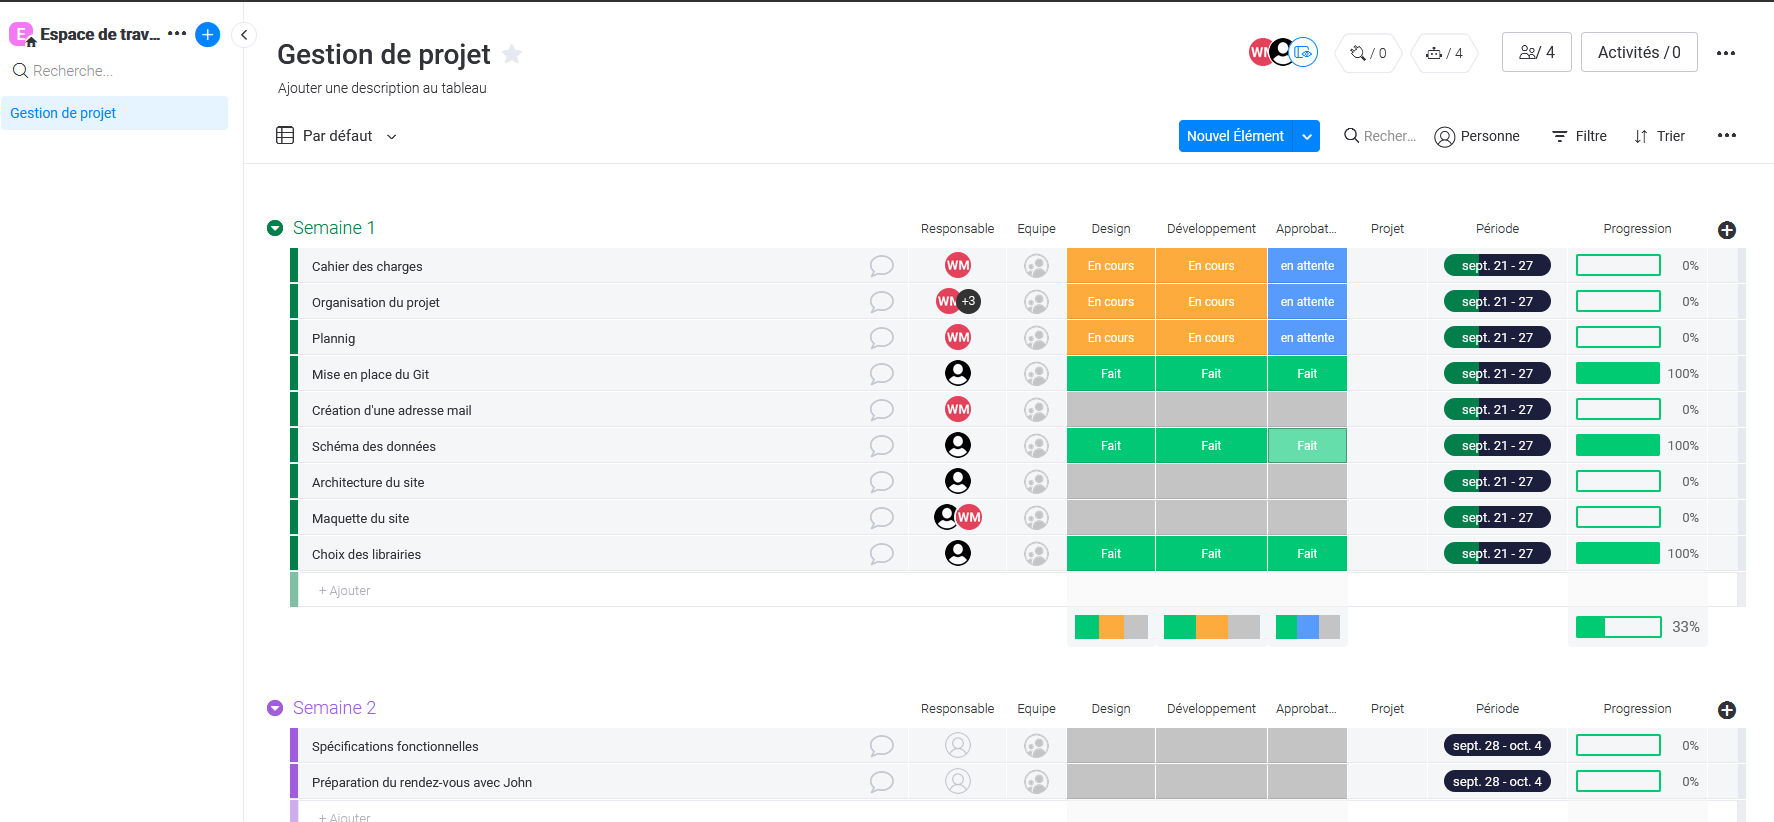 E Espace de trav...
Recherche...
Gestion de projet
Gestion de projet
Ajouter une description au tableau
WM / 0 / 4 / 4 Activités / 0
Par défaut
Nouvel Élément Recher... Personne Filtre Trier
Semaine 1 Responsable Equipe Design Développement Approbat... Projet Période Progression
Cahier des charges WM En cours En cours en attente sept. 21 - 27 0%
Organisation du projet WM +3 En cours En cours en attente sept. 21 - 27 0%
Plannig WM En cours En cours en attente sept. 21 - 27 0%
Mise en place du Git Fait Fait Fait sept. 21 - 27 100%
Création d'une adresse mail WM sept. 21 - 27 0%
Schéma des données Fait Fait Fait sept. 21 - 27 100%
Architecture du site sept. 21 - 27 0%
Maquette du site WM sept. 21 - 27 0%
Choix des librairies Fait Fait Fait sept. 21 - 27 100%
+ Ajouter
33%
Semaine 2 Responsable Equipe Design Développement Approbat... Projet Période Progression
Spécifications fonctionnelles sept. 28 - oct. 4 0%
Préparation du rendez-vous avec John sept. 28 - oct. 4 0%
+ Ajouter